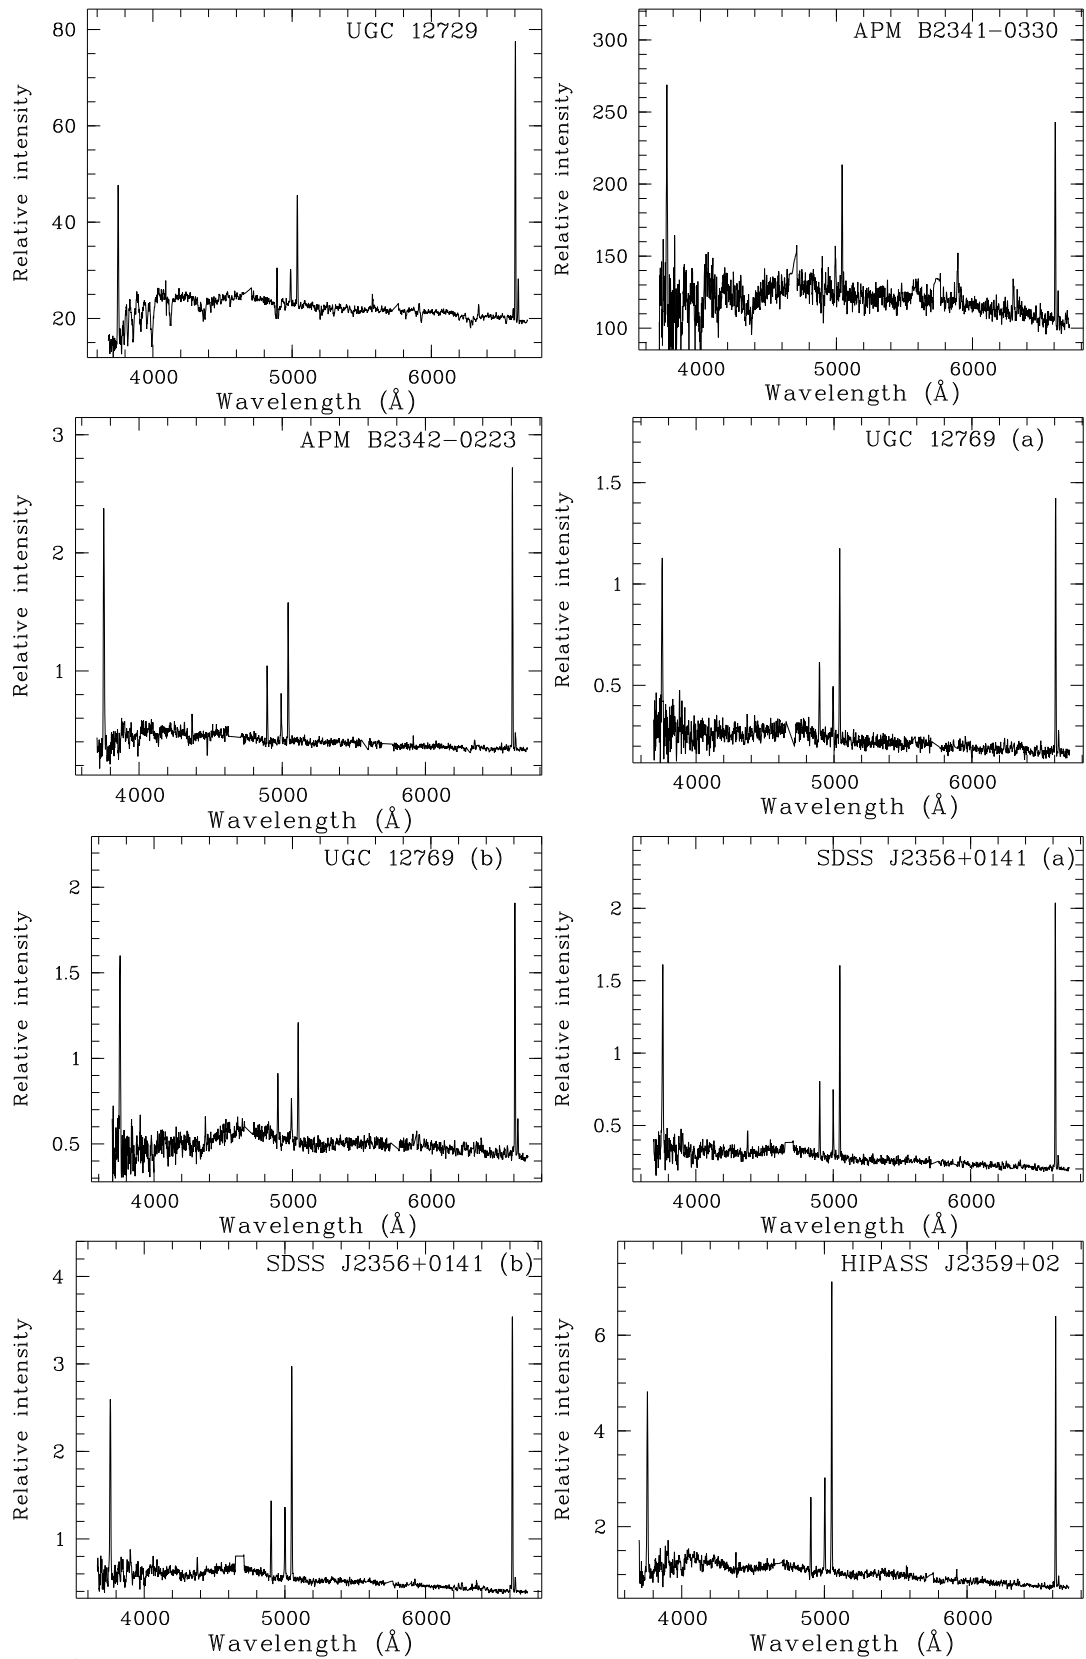 UGC 12729
80
60
40
20
Relative intensity
4000 5000 6000
Wavelength (Å)
APM B2341−0330
300
250
200
150
100
Relative intensity
4000 5000 6000
Wavelength (Å)
APM B2342−0223
3
2
1
Relative intensity
4000 5000 6000
Wavelength (Å)
UGC 12769 (a)
1.5
1
0.5
Relative intensity
4000 5000 6000
Wavelength (Å)
UGC 12769 (b)
2
1.5
1
0.5
Relative intensity
4000 5000 6000
Wavelength (Å)
SDSS J2356+0141 (a)
2
1.5
1
0.5
Relative intensity
4000 5000 6000
Wavelength (Å)
SDSS J2356+0141 (b)
4
3
2
1
Relative intensity
4000 5000 6000
Wavelength (Å)
HIPASS J2359+02
6
4
2
Relative intensity
4000 5000 6000
Wavelength (Å)